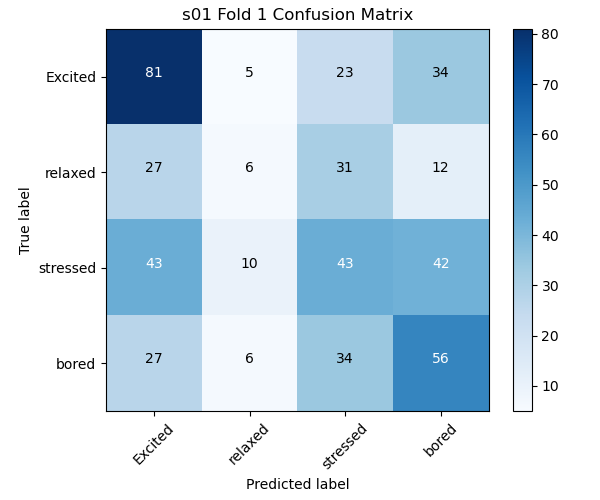 s01 Fold 1 Confusion Matrix
Excited 81 5 23 34
relaxed 27 6 31 12
stressed 43 10 43 42
bored 27 6 34 56
Excited relaxed stressed bored
True label
Predicted label
80
70
60
50
40
30
20
10